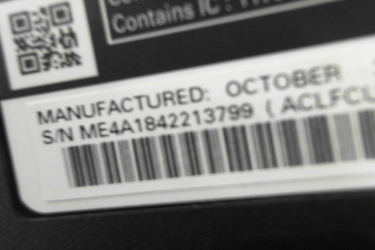 Contains IC :
MANUFACTURED: OCTOBER
S/N ME4A1842213799 ( ACLFCL